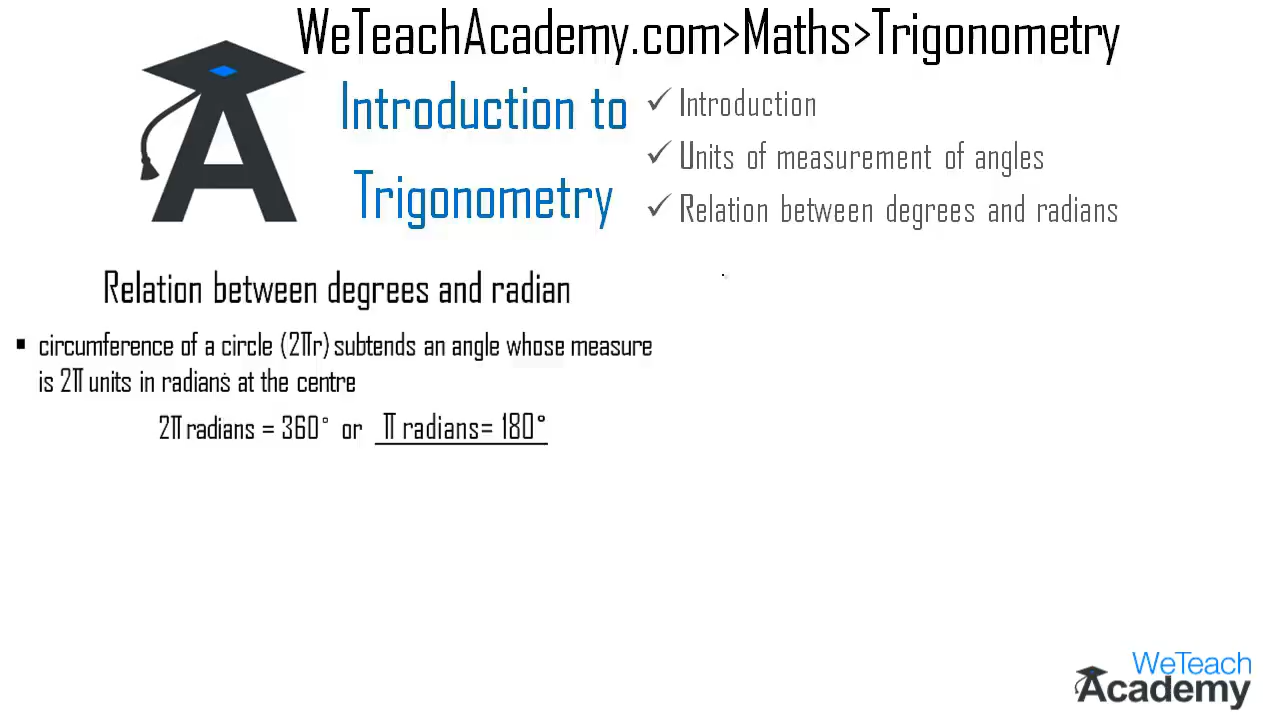 WeTeachAcademy.com>Maths>Trigonometry
Introduction to
Trigonometry
✓ Introduction
✓ Units of measurement of angles
✓ Relation between degrees and radians
Relation between degrees and radian
▪ circumference of a circle (2πr) subtends an angle whose measure
is 2π units in radians at the centre
2π radians = 360° or π radians= 180°
WeTeach
Academy